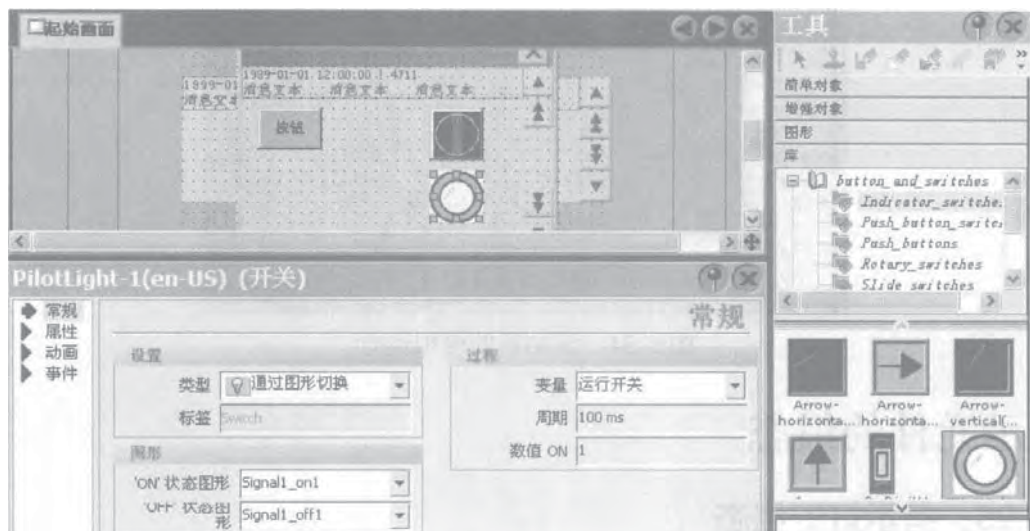 起始画面
1989-01-01 12:00:00 !.4711
1999-01
消息文本 消息文本 消息文本
消息文本
按钮
工具
简单对象
增强对象
图形
库
button_and_switches
Indicator_switche.
Push_button_switc.
Push_buttons
Rotary_switches
Slide switches
PilotLight-1(en-US) (开关)
常规
属性
动画
事件
常规
设置
类型 通过图形切换
标签 Switch
图形
'ON' 状态图形 Signal1_on1
'OFF' 状态图形 Signal1_off1
过程
变量 运行开关
周期 100 ms
数值 ON 1
Arrow-horizonta...
Arrow-horizonta...
Arrow-vertical(...